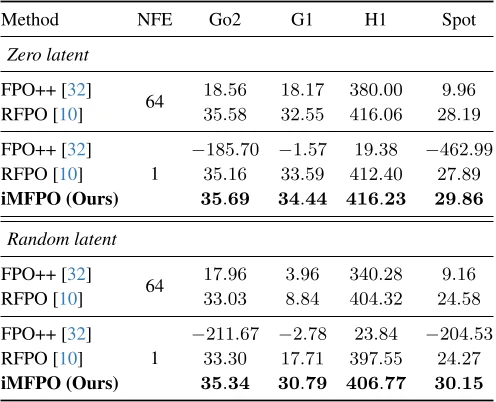 Method NFE Go2 G1 H1 Spot
Zero latent
FPO++ [32] 64 18.56 18.17 380.00 9.96
RFPO [10] 35.58 32.55 416.06 28.19
FPO++ [32] 1 −185.70 −1.57 19.38 −462.99
RFPO [10] 35.16 33.59 412.40 27.89
iMFPO (Ours) 35.69 34.44 416.23 29.86
Random latent
FPO++ [32] 64 17.96 3.96 340.28 9.16
RFPO [10] 33.03 8.84 404.32 24.58
FPO++ [32] 1 −211.67 −2.78 23.84 −204.53
RFPO [10] 33.30 17.71 397.55 24.27
iMFPO (Ours) 35.34 30.79 406.77 30.15